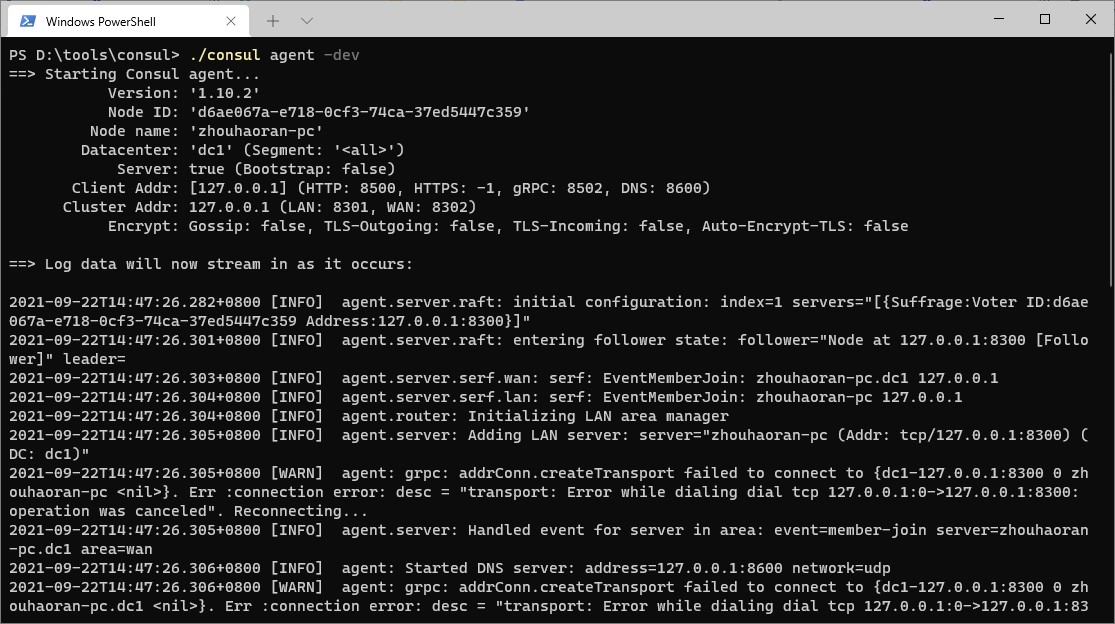 Windows PowerShell
PS D:\tools\consul> ./consul agent -dev
==> Starting Consul agent...
           Version: '1.10.2'
           Node ID: 'd6ae067a-e718-0cf3-74ca-37ed5447c359'
         Node name: 'zhouhaoran-pc'
        Datacenter: 'dc1' (Segment: '<all>')
            Server: true (Bootstrap: false)
       Client Addr: [127.0.0.1] (HTTP: 8500, HTTPS: -1, gRPC: 8502, DNS: 8600)
      Cluster Addr: 127.0.0.1 (LAN: 8301, WAN: 8302)
           Encrypt: Gossip: false, TLS-Outgoing: false, TLS-Incoming: false, Auto-Encrypt-TLS: false
==> Log data will now stream in as it occurs:
2021-09-22T14:47:26.282+0800 [INFO]  agent.server.raft: initial configuration: index=1 servers="[{Suffrage:Voter ID:d6ae
067a-e718-0cf3-74ca-37ed5447c359 Address:127.0.0.1:8300}]"
2021-09-22T14:47:26.301+0800 [INFO]  agent.server.raft: entering follower state: follower="Node at 127.0.0.1:8300 [Follo
wer]" leader=
2021-09-22T14:47:26.303+0800 [INFO]  agent.server.serf.wan: serf: EventMemberJoin: zhouhaoran-pc.dc1 127.0.0.1
2021-09-22T14:47:26.304+0800 [INFO]  agent.server.serf.lan: serf: EventMemberJoin: zhouhaoran-pc 127.0.0.1
2021-09-22T14:47:26.304+0800 [INFO]  agent.router: Initializing LAN area manager
2021-09-22T14:47:26.305+0800 [INFO]  agent.server: Adding LAN server: server="zhouhaoran-pc (Addr: tcp/127.0.0.1:8300) (
DC: dc1)"
2021-09-22T14:47:26.305+0800 [WARN]  agent: grpc: addrConn.createTransport failed to connect to {dc1-127.0.0.1:8300 0 zh
ouhaoran-pc <nil>}. Err :connection error: desc = "transport: Error while dialing dial tcp 127.0.0.1:0->127.0.0.1:8300:
operation was canceled". Reconnecting...
2021-09-22T14:47:26.305+0800 [INFO]  agent.server: Handled event for server in area: event=member-join server=zhouhaoran
-pc.dc1 area=wan
2021-09-22T14:47:26.306+0800 [INFO]  agent: Started DNS server: address=127.0.0.1:8600 network=udp
2021-09-22T14:47:26.306+0800 [WARN]  agent: grpc: addrConn.createTransport failed to connect to {dc1-127.0.0.1:8300 0 zh
ouhaoran-pc.dc1 <nil>}. Err :connection error: desc = "transport: Error while dialing dial tcp 127.0.0.1:0->127.0.0.1:83